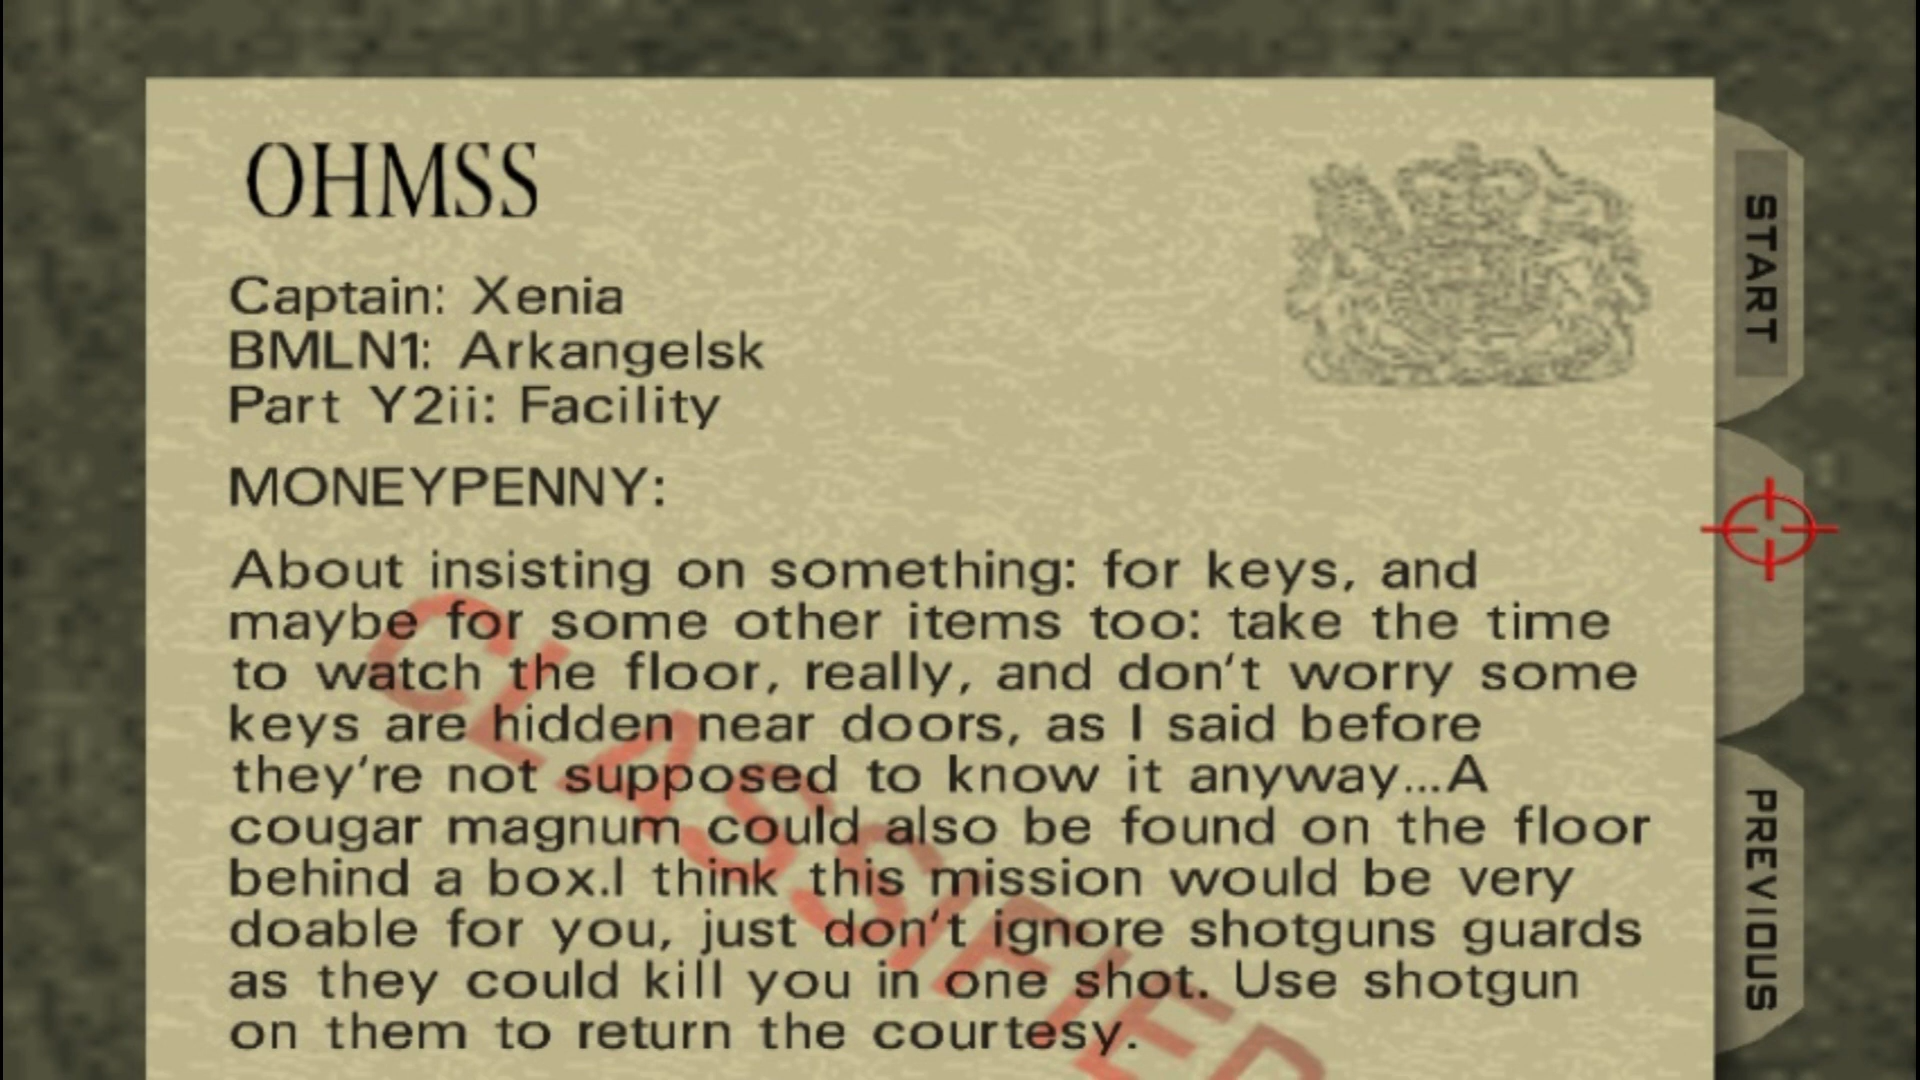 OHMSS
Captain: Xenia
BMLN1: Arkangelsk
Part Y2ii: Facility
MONEYPENNY:
About insisting on something: for keys, and
maybe for some other items too: take the time
to watch the floor, really, and don't worry some
keys are hidden near doors, as I said before
they're not supposed to know it anyway...A
cougar magnum could also be found on the floor
behind a box.I think this mission would be very
doable for you, just don't ignore shotguns guards
as they could kill you in one shot. Use shotgun
on them to return the courtesy.
CLASSIFIED
START
PREVIOUS